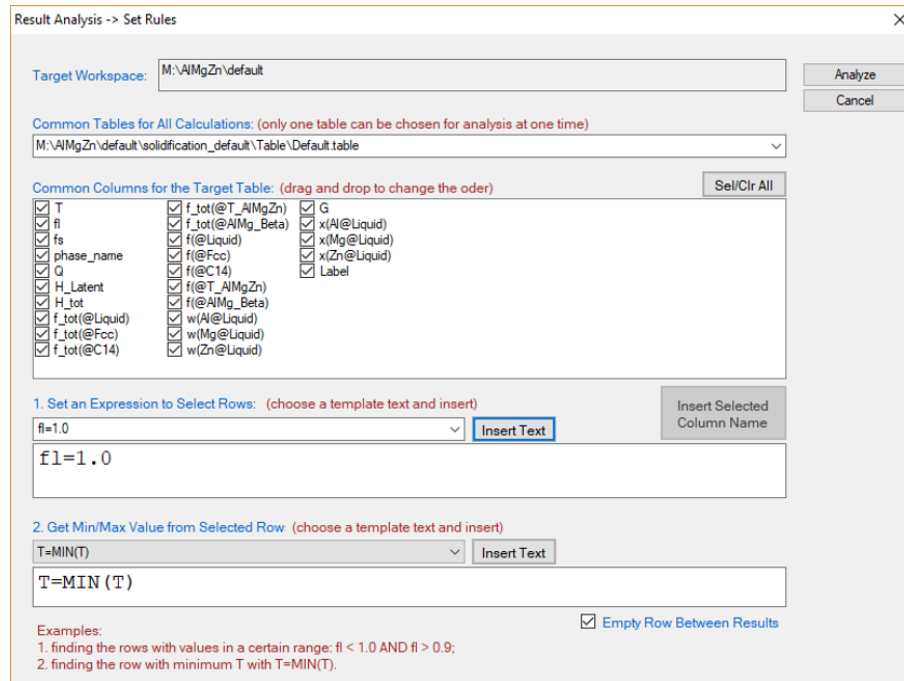 Result Analysis -> Set Rules
Target Workspace: M:\AlMgZn\default
Analyze
Cancel
Common Tables for All Calculations: (only one table can be chosen for analysis at one time)
M:\AlMgZn\default\solidification_default\Table\Default.table
Common Columns for the Target Table: (drag and drop to change the oder)
Sel/Clr All
T f_tot(@T_AlMgZn) G
fl f_tot(@AlMg_Beta) x(Al@Liquid)
fs f(@Liquid) x(Mg@Liquid)
phase_name f(@Fcc) x(Zn@Liquid)
Q f(@C14) Label
H_Latent f(@T_AlMgZn)
H_tot f(@AlMg_Beta)
f_tot(@Liquid) w(Al@Liquid)
f_tot(@Fcc) w(Mg@Liquid)
f_tot(@C14) w(Zn@Liquid)
1. Set an Expression to Select Rows: (choose a template text and insert)
Insert Selected
Column Name
fl=1.0 Insert Text
fl=1.0
2. Get Min/Max Value from Selected Row (choose a template text and insert)
T=MIN(T) Insert Text
T=MIN(T)
Empty Row Between Results
Examples:
1. finding the rows with values in a certain range: fl < 1.0 AND fl > 0.9;
2. finding the row with minimum T with T=MIN(T).